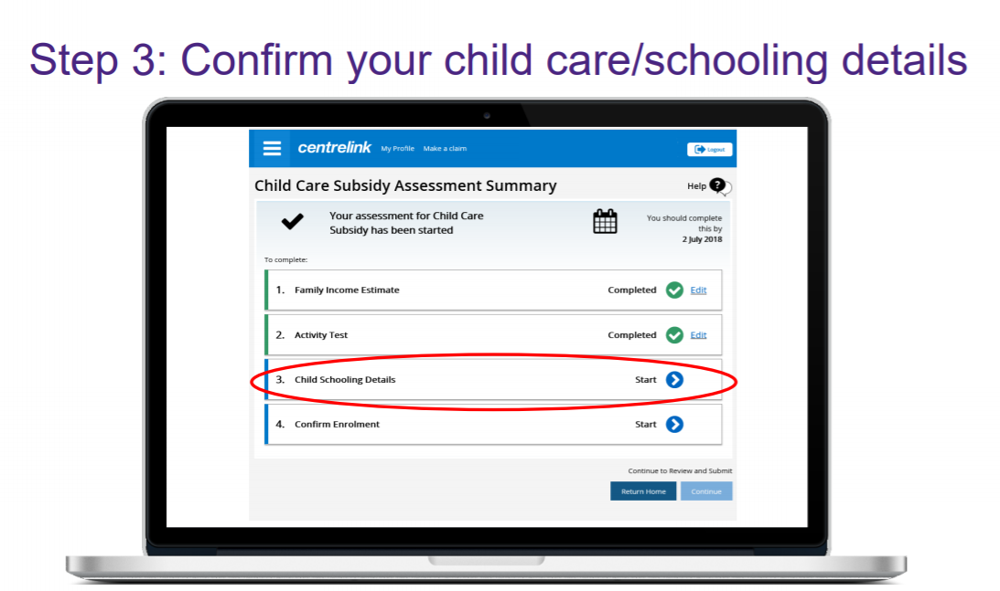 Step 3: Confirm your child care/schooling details
centrelink My Profile Make a claim Logout
Child Care Subsidy Assessment Summary Help ?
Your assessment for Child Care
Subsidy has been started
You should complete
this by
2 July 2018
To complete:
1. Family Income Estimate Completed Edit
2. Activity Test Completed Edit
3. Child Schooling Details Start
4. Confirm Enrolment Start
Continue to Review and Submit
Return Home Continue